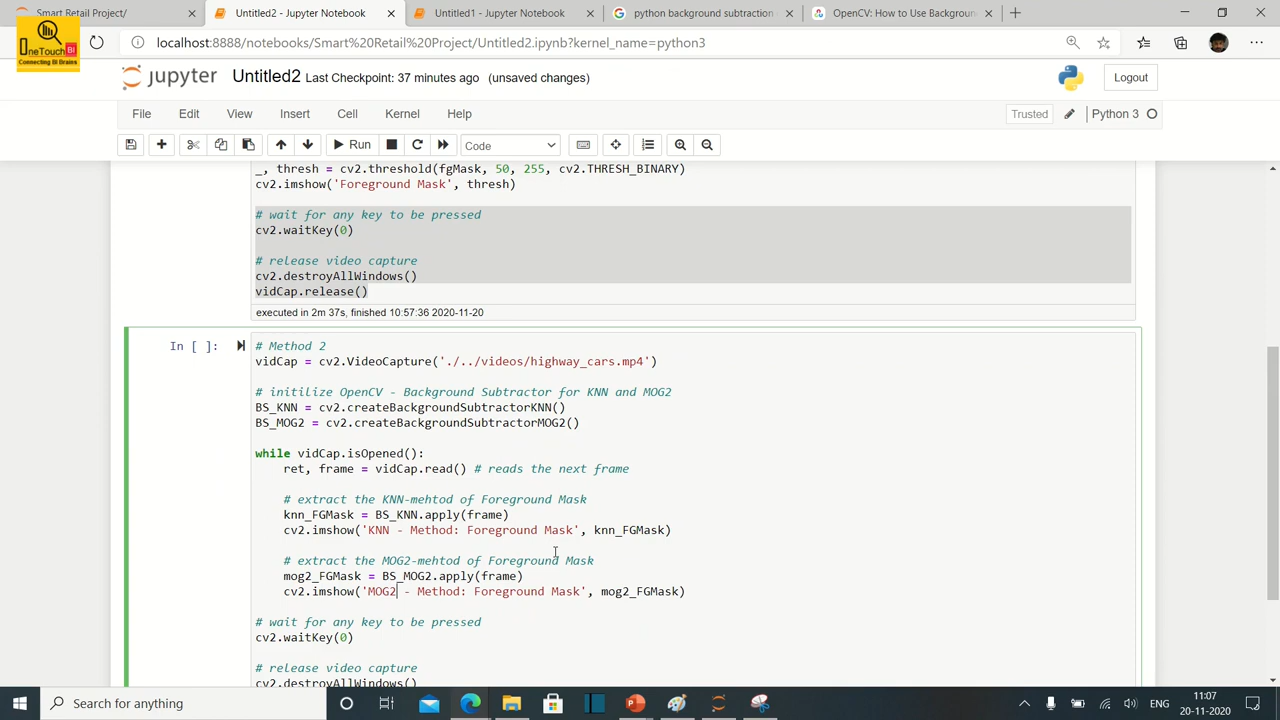 Smart Retail Project/
Untitled2 - Jupyter Notebook
Untitled2 - Jupyter Notebook
python background subtraction
OpenCV: How to Use Backgroun
OneTouch BI
Connecting BI Brains
localhost:8888/notebooks/Smart%20Retail%20Project/Untitled2.ipynb?kernel_name=python3
jupyter
Untitled2 Last Checkpoint: 37 minutes ago (unsaved changes)
Logout
File Edit View Insert Cell Kernel Help
Trusted
Python 3
Run
Code
_, thresh = cv2.threshold(fgMask, 50, 255, cv2.THRESH_BINARY)
cv2.imshow('Foreground Mask', thresh)
# wait for any key to be pressed
cv2.waitKey(0)
# release video capture
cv2.destroyAllWindows()
vidCap.release()
executed in 2m 37s, finished 10:57:36 2020-11-20
In [ ]:
# Method 2
vidCap = cv2.VideoCapture('./../videos/highway_cars.mp4')
# initilize OpenCV - Background Subtractor for KNN and MOG2
BS_KNN = cv2.createBackgroundSubtractorKNN()
BS_MOG2 = cv2.createBackgroundSubtractorMOG2()
while vidCap.isOpened():
ret, frame = vidCap.read() # reads the next frame
# extract the KNN-mehtod of Foreground Mask
knn_FGMask = BS_KNN.apply(frame)
cv2.imshow('KNN - Method: Foreground Mask', knn_FGMask)
# extract the MOG2-mehtod of Foreground Mask
mog2_FGMask = BS_MOG2.apply(frame)
cv2.imshow('MOG2 - Method: Foreground Mask', mog2_FGMask)
# wait for any key to be pressed
cv2.waitKey(0)
# release video capture
cv2.destroyAllWindows()
Search for anything
ENG
11:07
20-11-2020